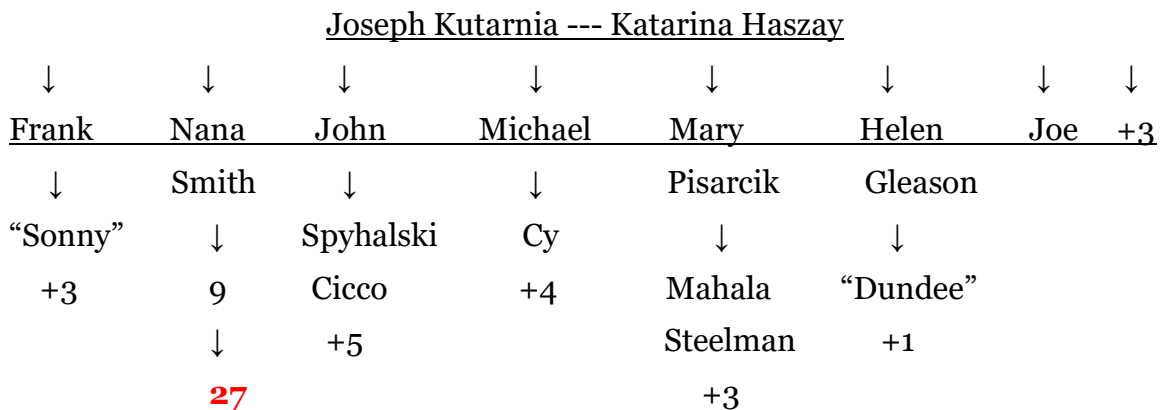 Joseph Kutarnia --- Katarina Haszay
↓ ↓ ↓ ↓ ↓ ↓ ↓ ↓
Frank Nana John Michael Mary Helen Joe +3
↓ Smith ↓ ↓ Pisarcik Gleason
“Sonny” ↓ Spyhalski Cy ↓ ↓
+3 9 Cicco +4 Mahala “Dundee”
↓ +5 Steelman +1
27 +3